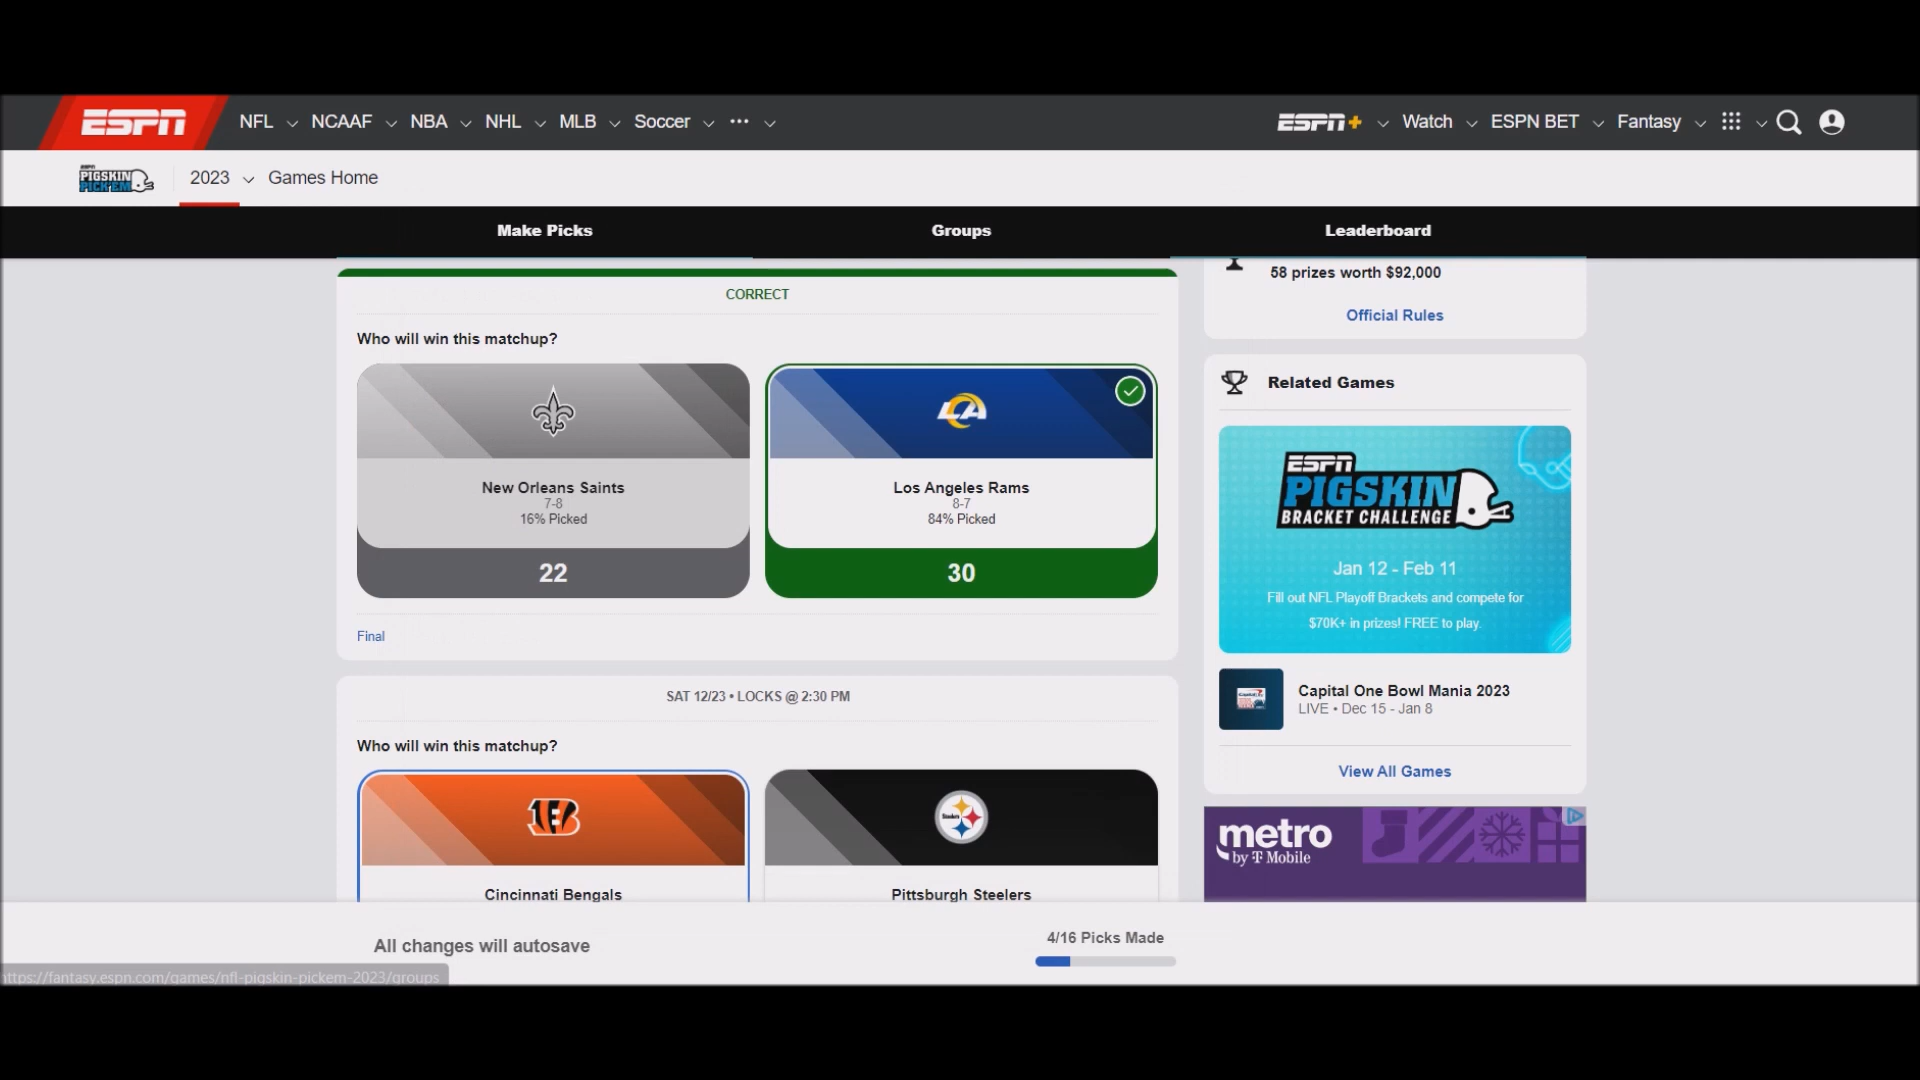 ESPN NFL NCAAF NBA NHL MLB Soccer ••• ESPN+ Watch ESPN BET Fantasy
ESPN
PIGSKIN
PICK'EM
2023 Games Home
Make Picks Groups Leaderboard
CORRECT
Who will win this matchup?
New Orleans Saints
7-8
16% Picked
22
LA
Los Angeles Rams
8-7
84% Picked
30
Final
SAT 12/23 • LOCKS @ 2:30 PM
Who will win this matchup?
B
Cincinnati Bengals
Steelers
Pittsburgh Steelers
58 prizes worth $92,000
Official Rules
Related Games
ESPN
PIGSKIN
BRACKET CHALLENGE
Jan 12 - Feb 11
Fill out NFL Playoff Brackets and compete for
$70K+ in prizes! FREE to play.
Capital One Bowl Mania 2023
LIVE • Dec 15 - Jan 8
View All Games
metro
by T Mobile
All changes will autosave
4/16 Picks Made
https://fantasy.espn.com/games/nfl-pigskin-pickem-2023/groups